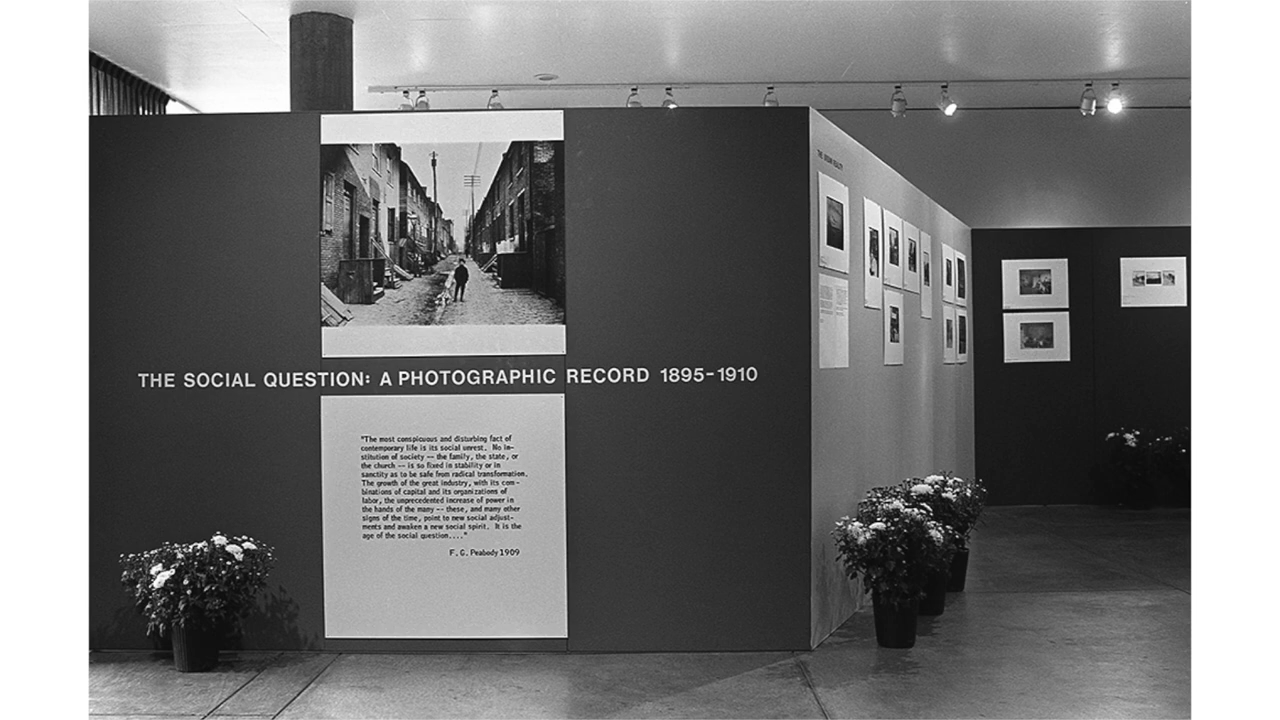 THE SOCIAL QUESTION: A PHOTOGRAPHIC RECORD 1895-1910
"The most conspicuous and disturbing fact of
contemporary life is its social unrest. No in-
stitution of society -- the family, the state, or
the church -- is so fixed in stability or in
sanctity as to be safe from radical transformation.
The growth of the great industry, with its com-
binations of capital and its organizations of
labor, the unprecedented increase of power in
the hands of the many -- these, and many other
signs of the time, point to new social adjust-
ments and awaken a new social spirit. It is the
age of the social question...."
F. G. Peabody 1909